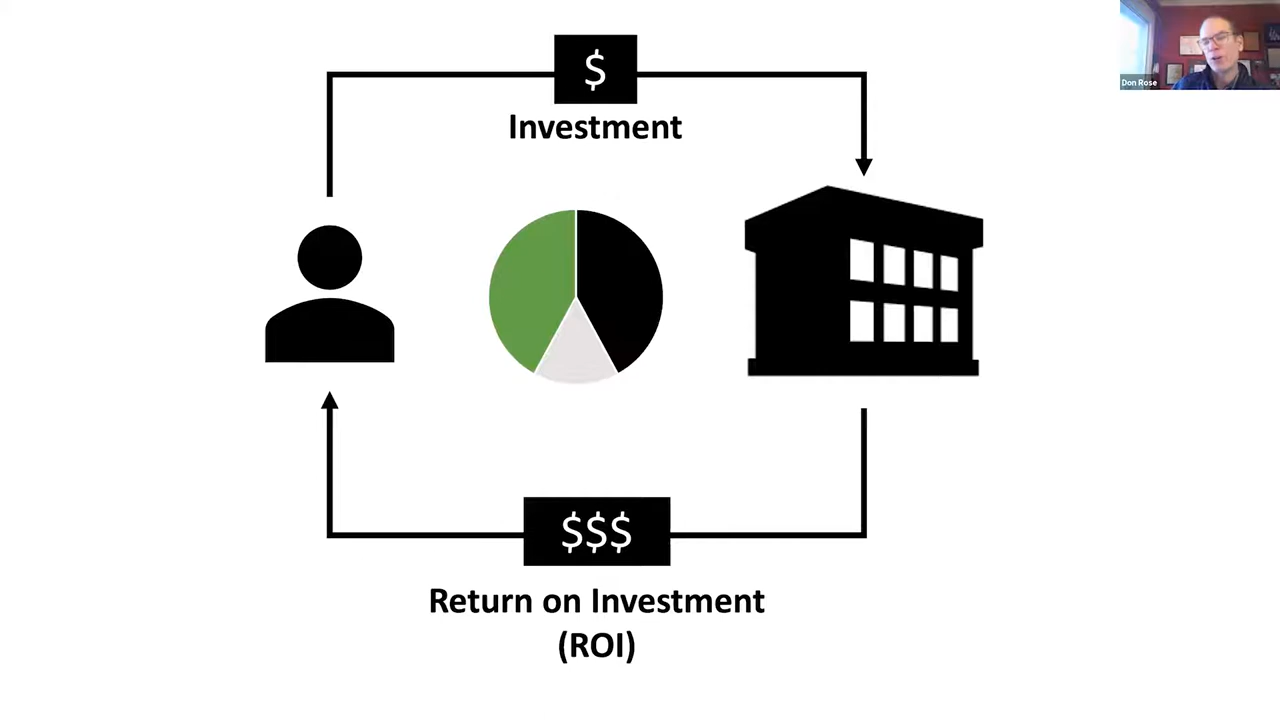 $
Investment
$$$
Return on Investment
(ROI)
Don Rose